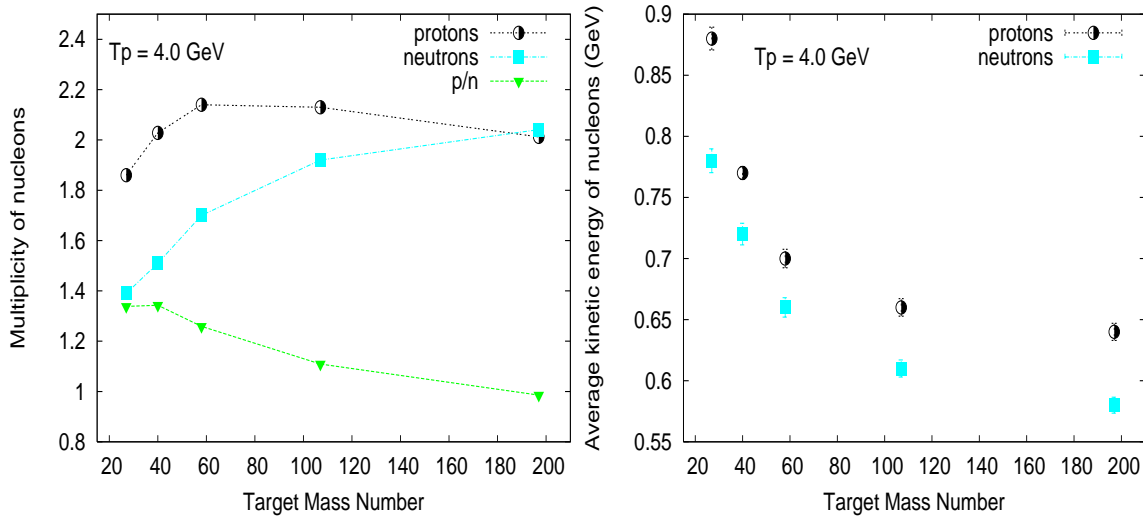 Multiplicity of nucleons
2.4
2.2
2
1.8
1.6
1.4
1.2
1
0.8
Tp = 4.0 GeV
protons
neutrons
p/n
20 40 60 80 100 120 140 160 180 200
Target Mass Number
Average kinetic energy of nucleons (GeV)
0.9
0.85
0.8
0.75
0.7
0.65
0.6
0.55
Tp = 4.0 GeV
protons
neutrons
20 40 60 80 100 120 140 160 180 200
Target Mass Number